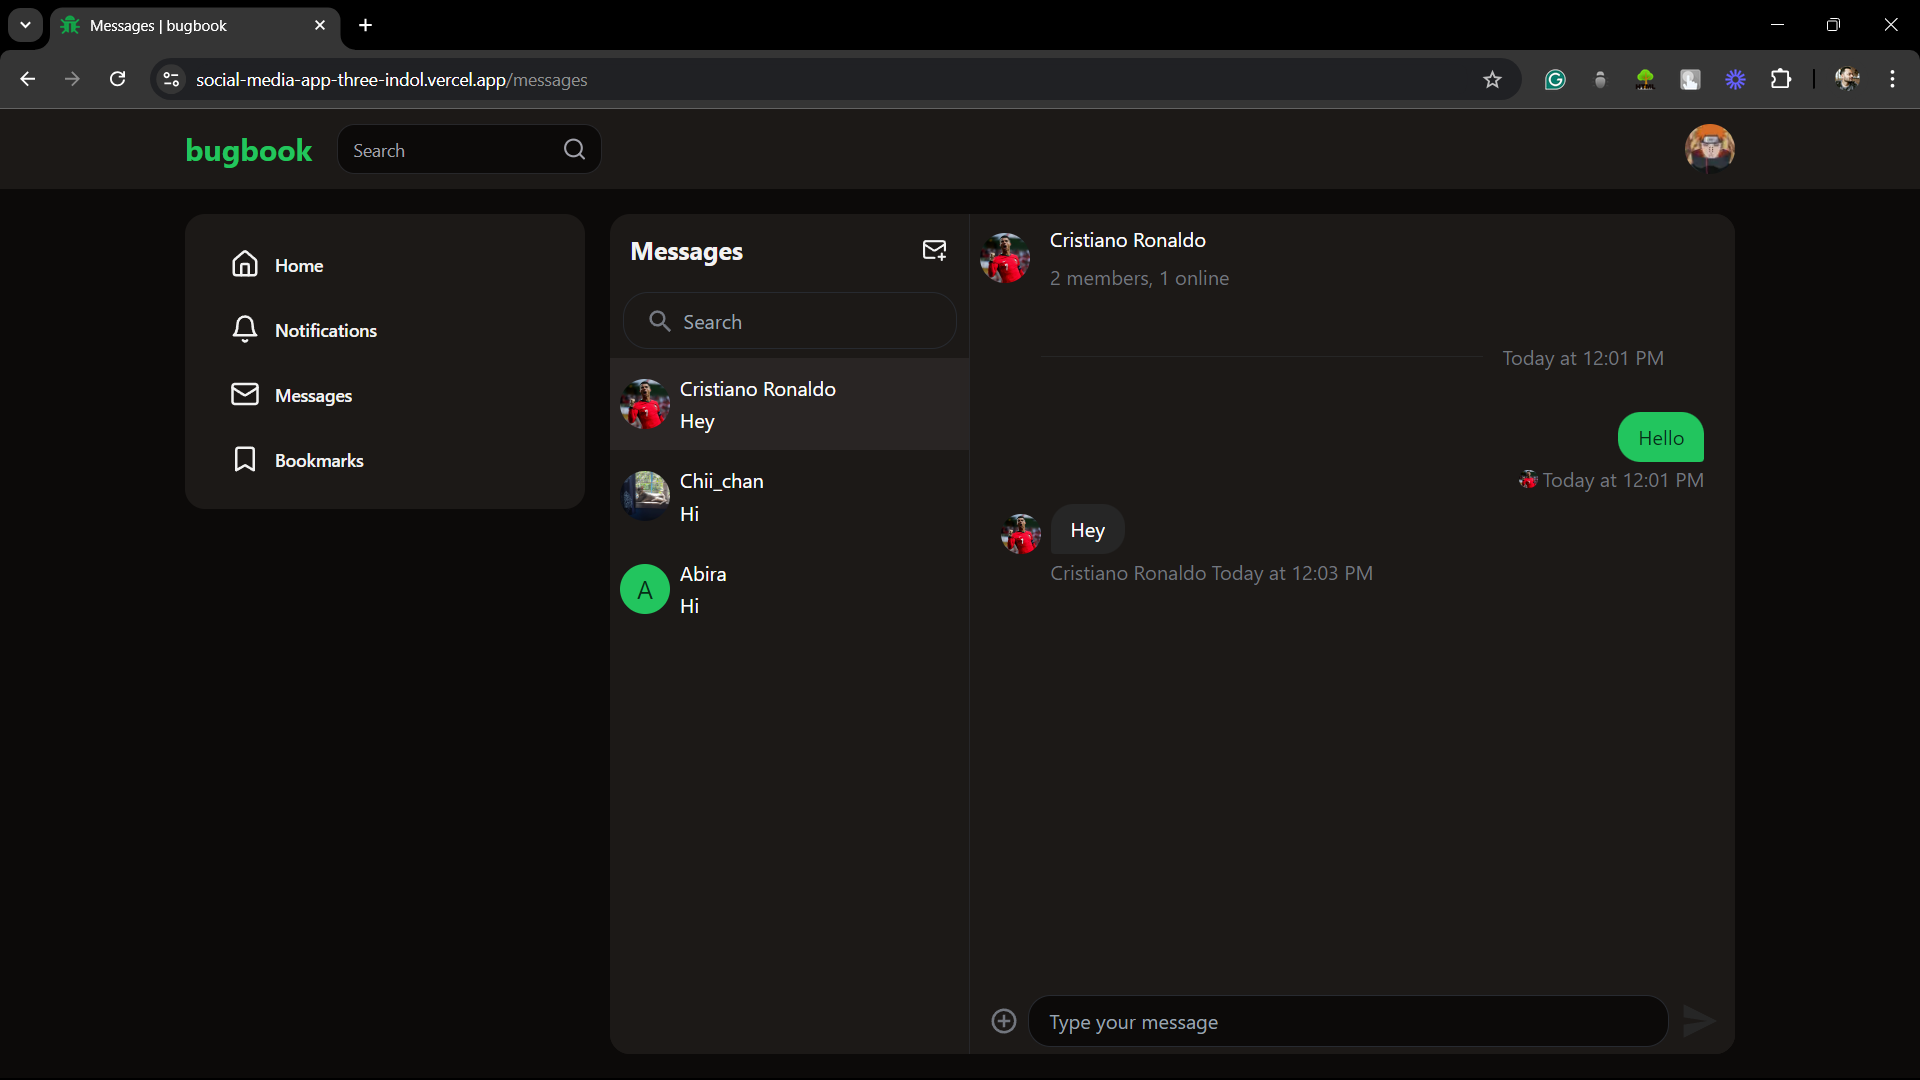 Messages | bugbook
social-media-app-three-indol.vercel.app/messages
bugbook
Search
Home
Notifications
Messages
Bookmarks
Messages
Search
Cristiano Ronaldo
Hey
Chii_chan
Hi
A
Abira
Hi
Cristiano Ronaldo
2 members, 1 online
Today at 12:01 PM
Hello
Today at 12:01 PM
Hey
Cristiano Ronaldo Today at 12:03 PM
Type your message